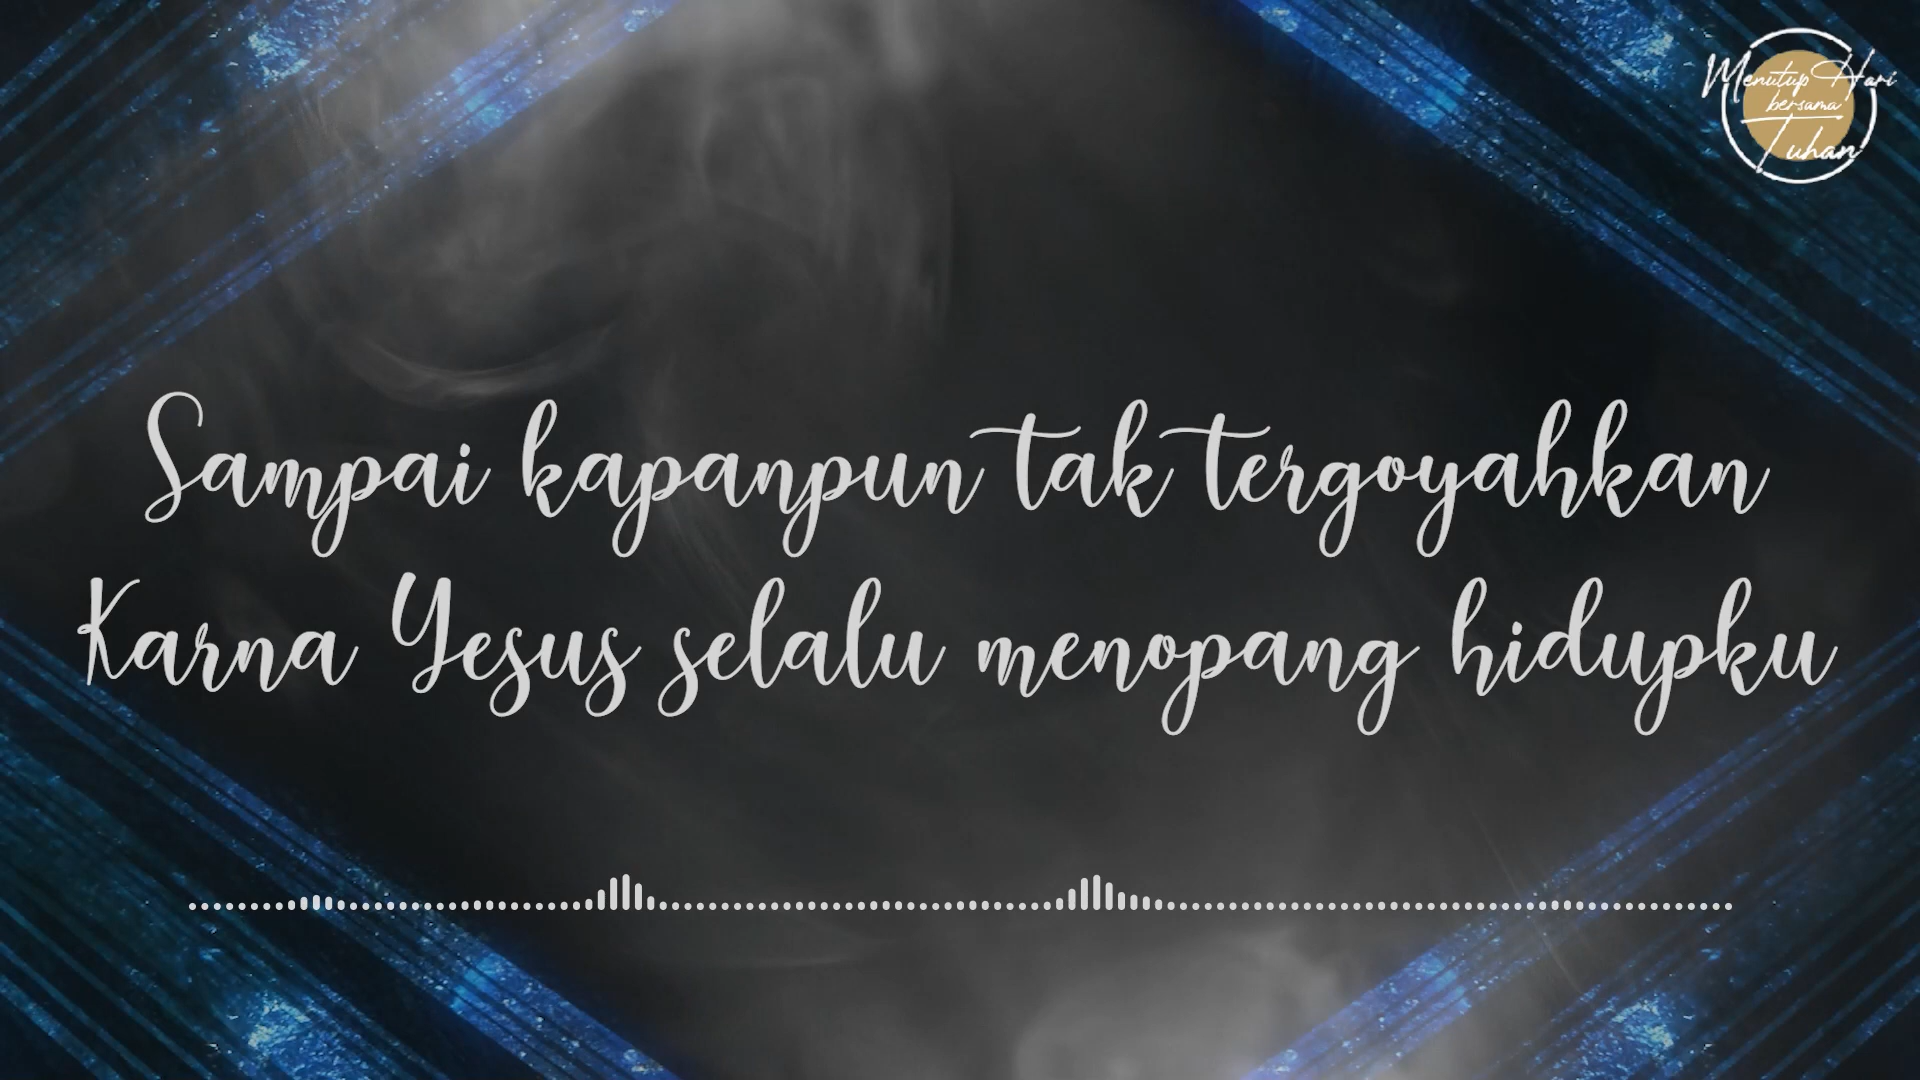 Menutup Hari
bersama
Tuhan
Sampai kapanpun tak tergoyahkan
Karna Yesus selalu menopang hidupku